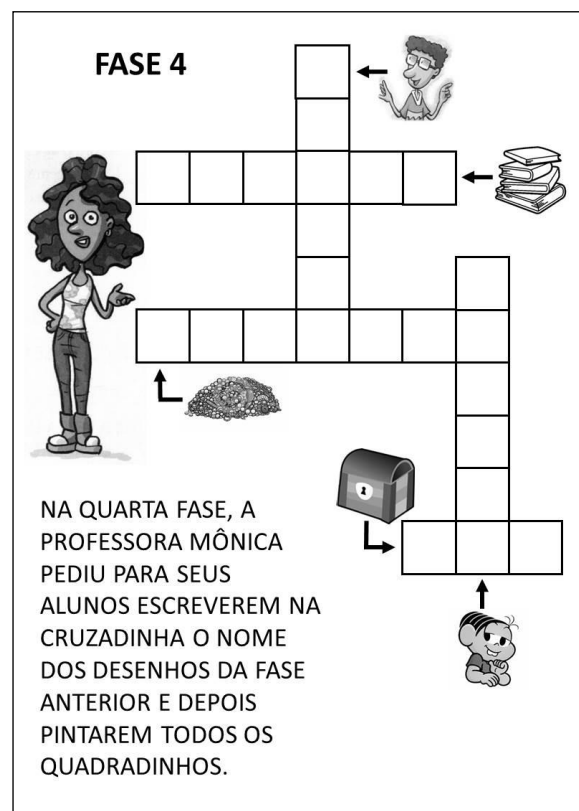 FASE 4
NA QUARTA FASE, A
PROFESSORA MÔNICA
PEDIU PARA SEUS
ALUNOS ESCREVEREM NA
CRUZADINHA O NOME
DOS DESENHOS DA FASE
ANTERIOR E DEPOIS
PINTAREM TODOS OS
QUADRADINHOS.